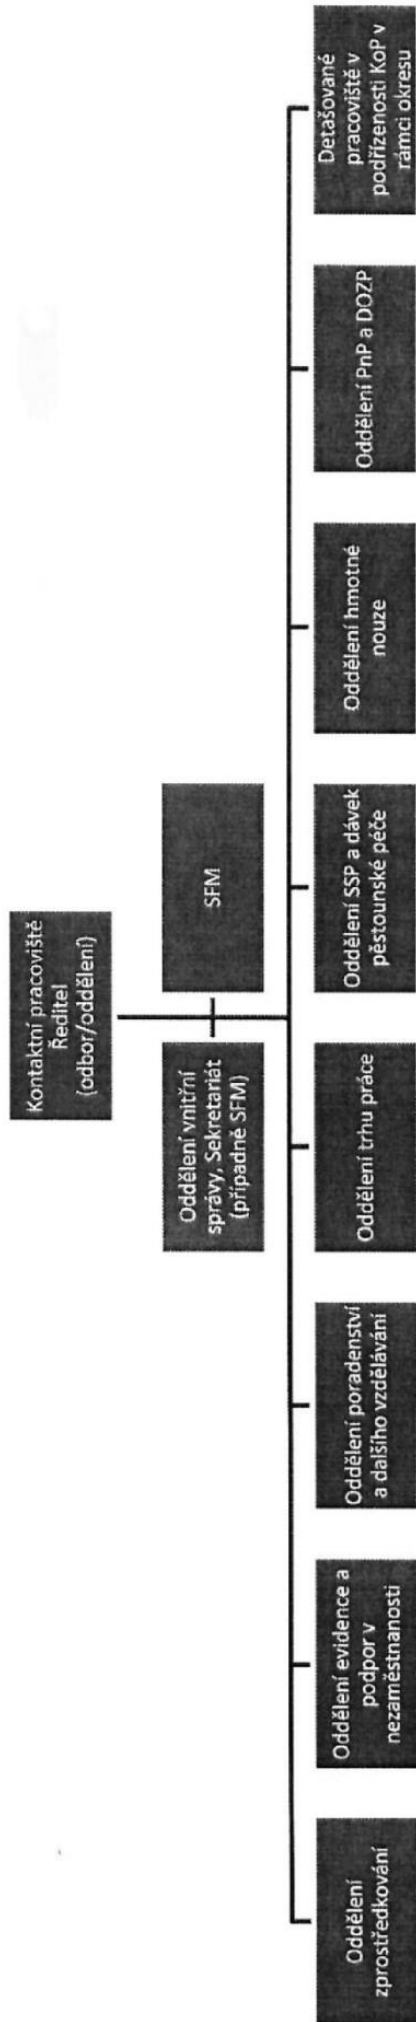 Kontaktní pracoviště
Ředitel
(odbor/oddělení)
Oddělení vnitřní
správy, Sekretariát
(případně SFM)
SFM
Oddělení
zprostředkování
Oddělení evidence a
podpor v
nezaměstnanosti
Oddělení poradenství
a dalšího vzdělávání
Oddělení trhu práce
Oddělení SSP a dávek
pěstounské péče
Oddělení hmotné
nouze
Oddělení PnP a DOZP
Detašované
pracoviště v
podřízenosti KoP v
rámci okresu